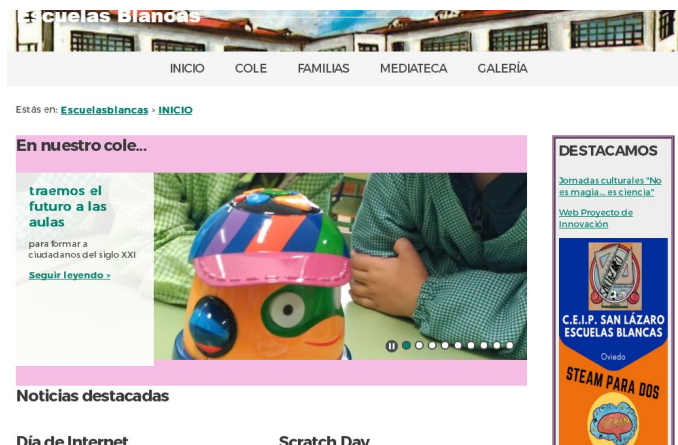 Escuelas Blancas
INICIO COLE FAMILIAS MEDIATECA GALERÍA
Estás en: Escuelasblancas > INICIO
En nuestro cole...
traemos el
futuro a las
aulas
para formar a
ciudadanos del siglo XXI
Seguir leyendo >
Noticias destacadas
Día de Internet
Scratch Day
DESTACAMOS
Jornadas culturales "No
es magia... es ciencia"
Web Proyecto de
Innovación
SAN LÁZARO
C.E.I.P. SAN LÁZARO
ESCUELAS BLANCAS
Oviedo
STEAM PARA DOS